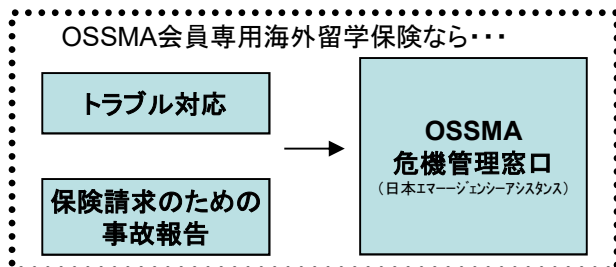 OSSMA会員専用海外留学保険なら・・・
トラブル対応
保険請求のための
事故報告
OSSMA
危機管理窓口
（日本ｴﾏｰｼﾞｪﾝｼｰｱｼｽﾀﾝｽ）